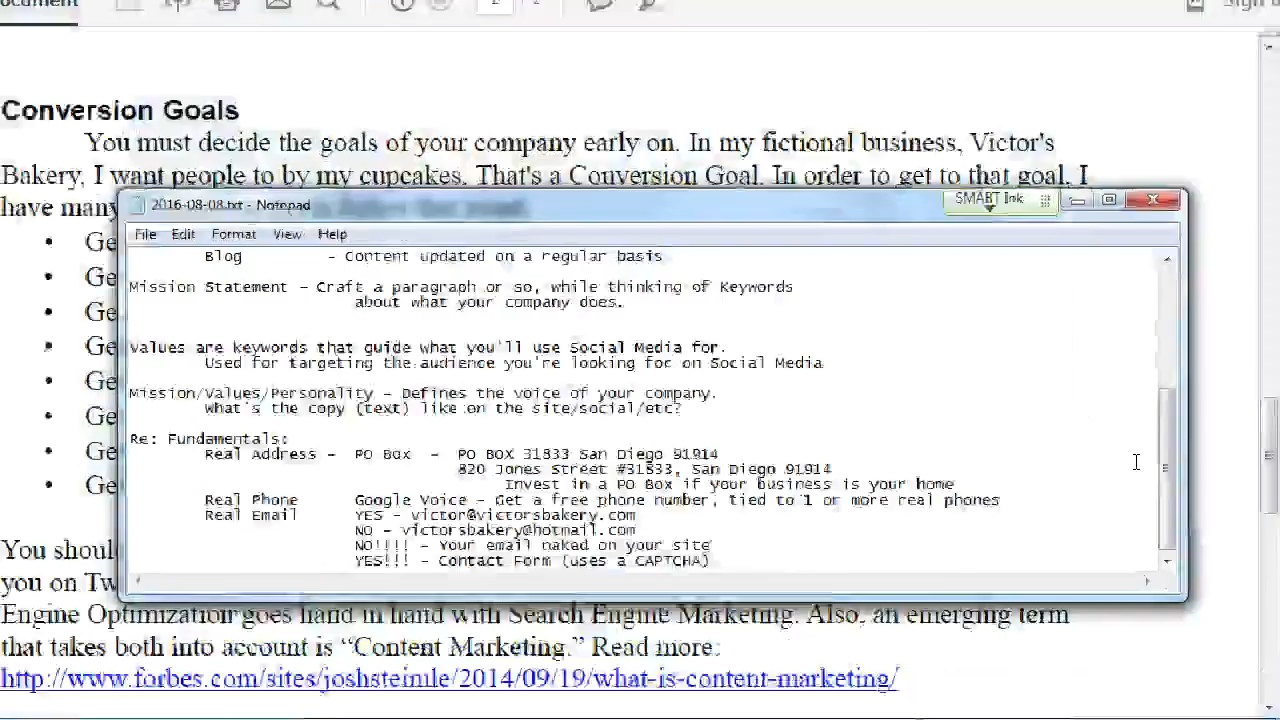 ocument
Sign
Conversion Goals
You must decide the goals of your company early on. In my fictional business, Victor's
Bakery, I want people to by my cupcakes. That's a Conversion Goal. In order to get to that goal, I
have many
2016-08-08.txt - Notepad
SMART Ink
File Edit Format View Help
Blog - Content updated on a regular basis
Mission Statement - Craft a paragraph or so, while thinking of Keywords
about what your company does.
Values are keywords that guide what you'll use Social Media for.
Used for targeting the audience you're looking for on Social Media
Mission/Values/Personality - Defines the voice of your company.
What's the copy (text) like on the site/social/etc?
Re: Fundamentals:
Real Address - PO Box - PO BOX 31833 San Diego 91914
820 Jones Street #31833, San Diego 91914
Invest in a PO Box if your business is your home
Real Phone Google Voice - Get a free phone number, tied to 1 or more real phones
Real Email YES - victor@victorsbakery.com
NO - victorsbakery@hotmail.com
NO!!!! - Your email naked on your site
YES!!! - Contact Form (uses a CAPTCHA)
• Ge
• Ge
• Ge
• Ge
• Ge
• Ge
• Ge
• Ge
You shoul
you on Tw
Engine Optimization goes hand in hand with Search Engine Marketing. Also, an emerging term
that takes both into account is “Content Marketing.” Read more:
http://www.forbes.com/sites/joshsteimle/2014/09/19/what-is-content-marketing/